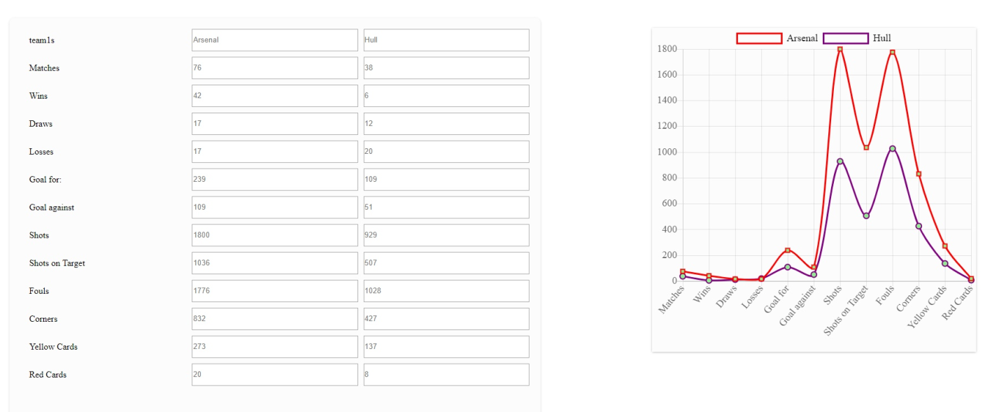 team1s Arsenal Hull
Matches 76 38
Wins 42 6
Draws 17 12
Losses 17 20
Goal for: 239 109
Goal against 109 51
Shots 1800 929
Shots on Target 1036 507
Fouls 1776 1028
Corners 832 427
Yellow Cards 273 137
Red Cards 20 8
Arsenal Hull
1800
1600
1400
1200
1000
800
600
400
200
0
Matches
Wins
Draws
Losses
Goal for
Goal against
Shots
Shots on Target
Fouls
Corners
Yellow Cards
Red Cards